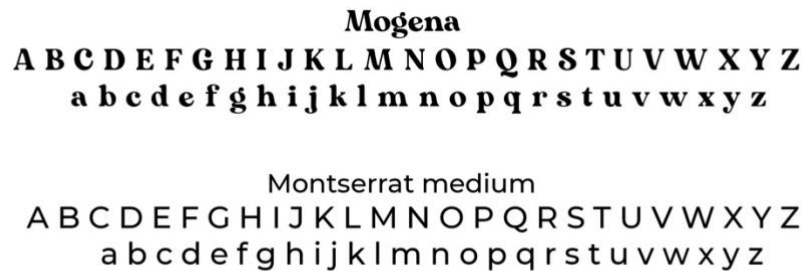 Mogena
A B C D E F G H I J K L M N O P Q R S T U V W X Y Z
a b c d e f g h i j k l m n o p q r s t u v w x y z
Montserrat medium
A B C D E F G H I J K L M N O P Q R S T U V W X Y Z
a b c d e f g h i j k l m n o p q r s t u v w x y z